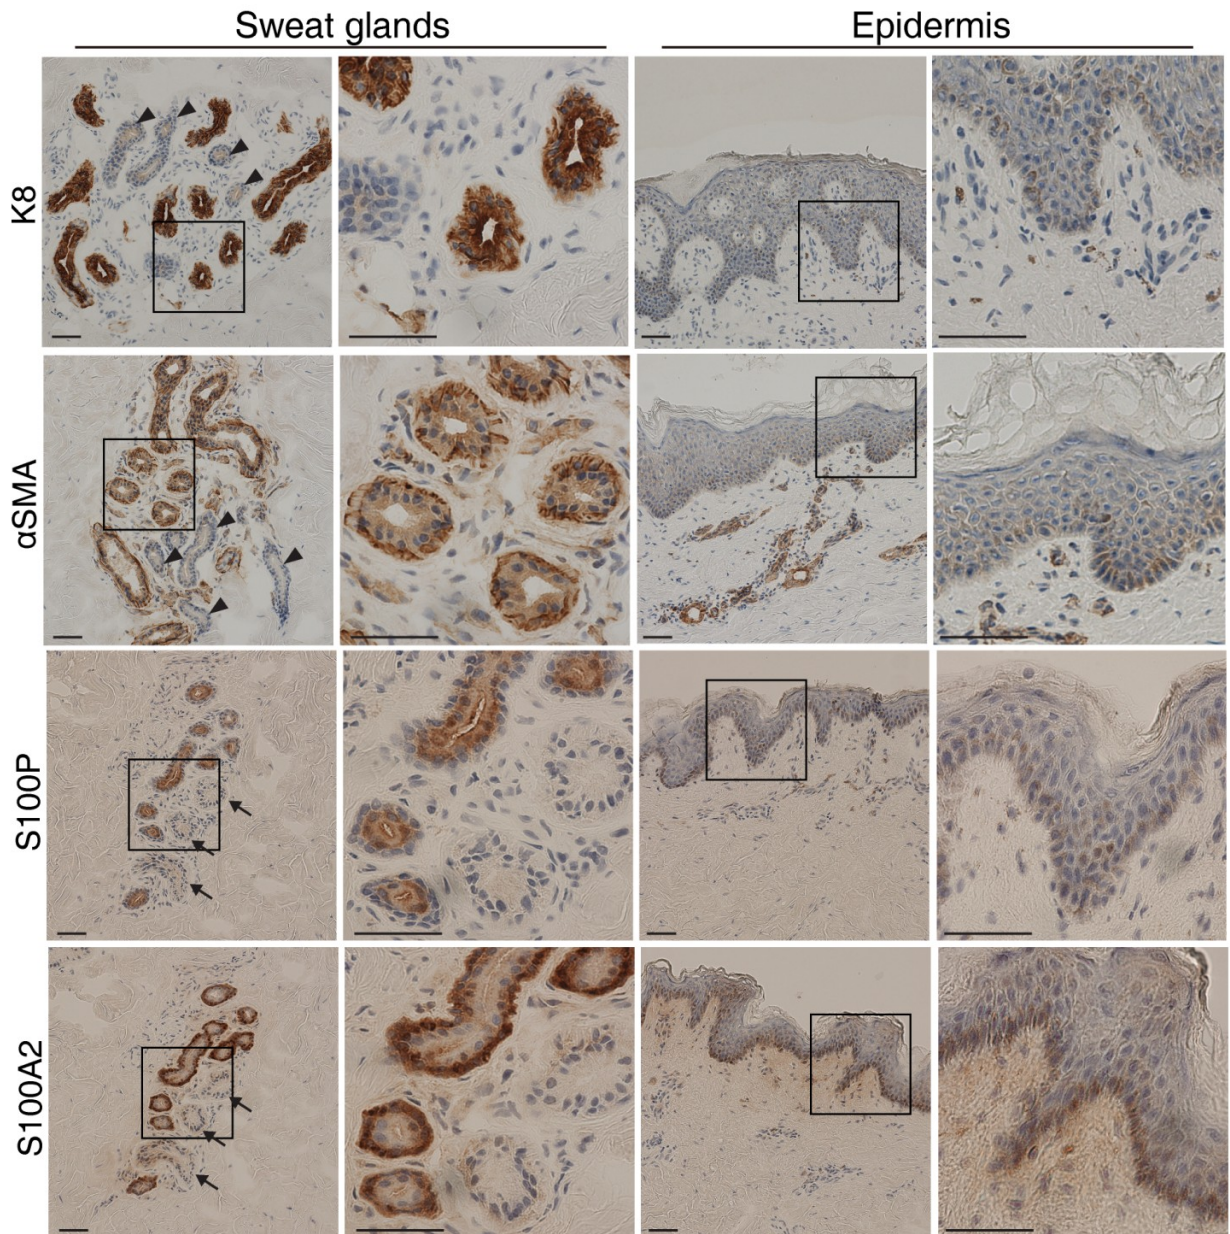 Sweat glands
Epidermis
K8
αSMA
S100P
S100A2